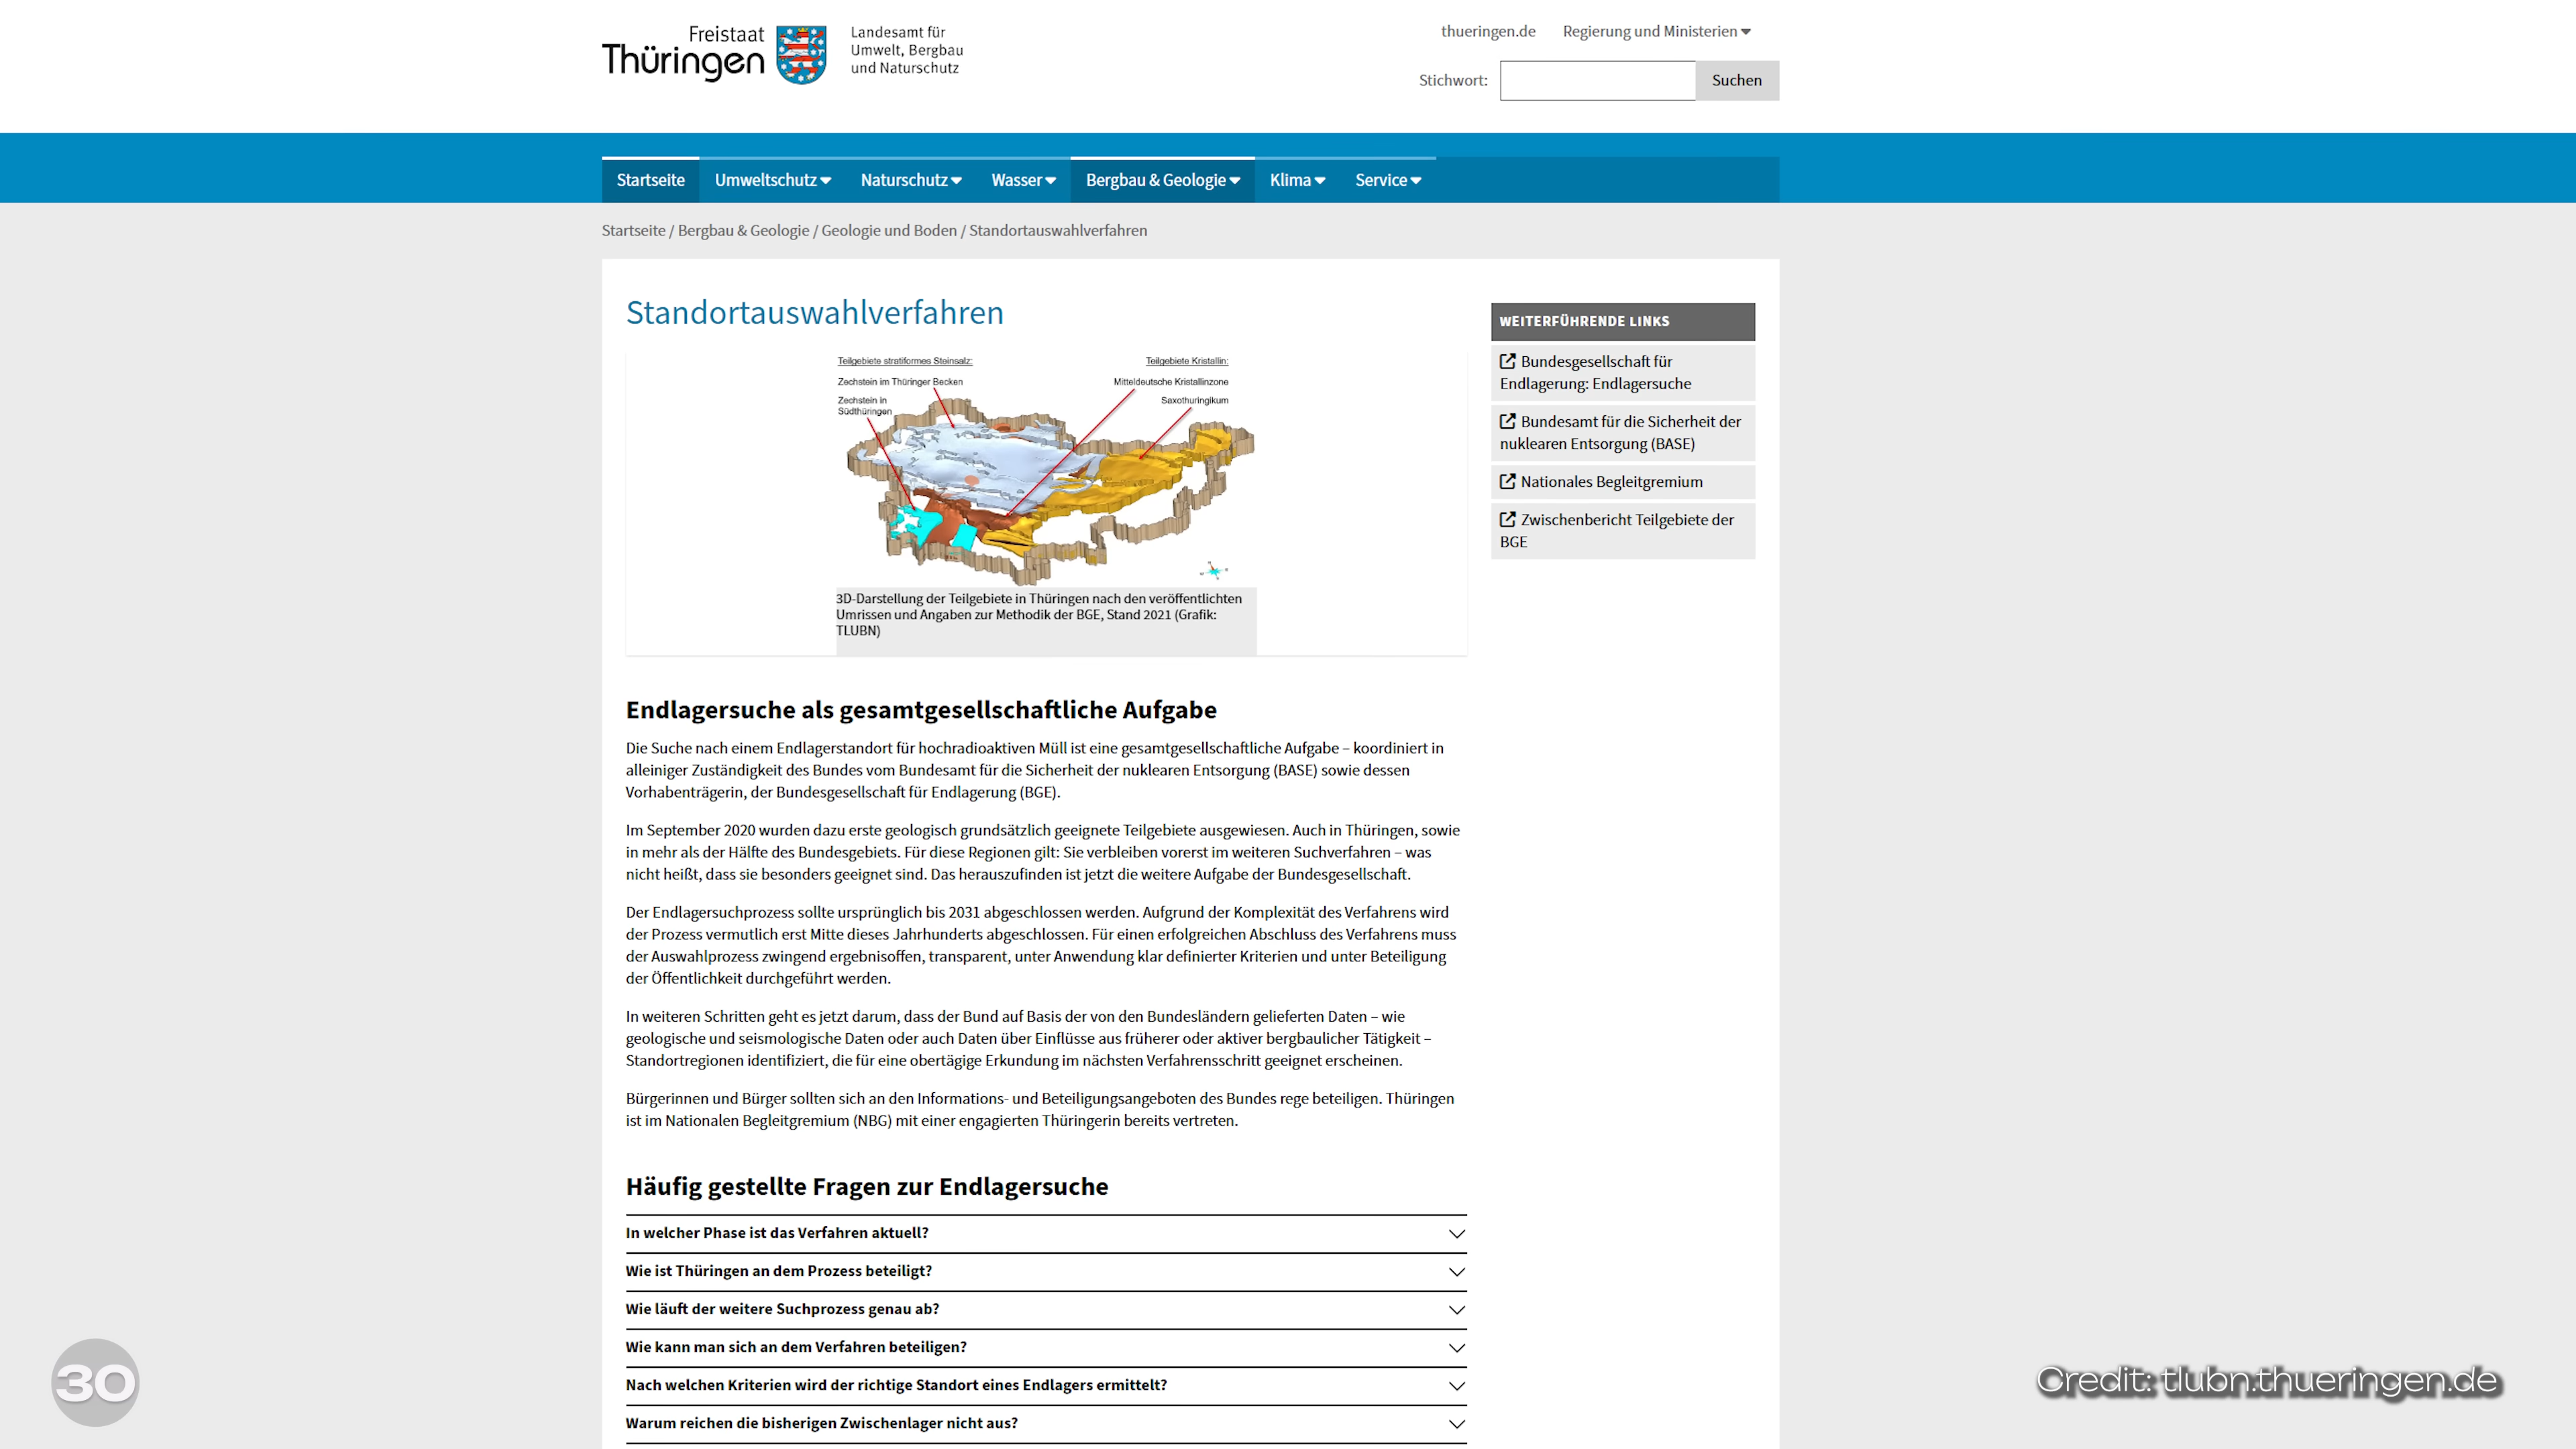 Freistaat
Thüringen
Landesamt für
Umwelt, Bergbau
und Naturschutz
thueringen.de
Regierung und Ministerien
Stichwort:
Suchen
Startseite
Umweltschutz
Naturschutz
Wasser
Bergbau & Geologie
Klima
Service
Startseite / Bergbau & Geologie / Geologie und Boden / Standortauswahlverfahren
Standortauswahlverfahren
Teilgebiete stratiformes Steinsalz:
Zechstein im Thüringer Becken
Zechstein in
Südthüringen
Teilgebiete Kristallin:
Mitteldeutsche Kristallinzone
Saxothuringikum
3D-Darstellung der Teilgebiete in Thüringen nach den veröffentlichten
Umrissen und Angaben zur Methodik der BGE, Stand 2021 (Grafik:
TLUBN)
WEITERFÜHRENDE LINKS
Bundesgesellschaft für
Endlagerung: Endlagersuche
Bundesamt für die Sicherheit der
nuklearen Entsorgung (BASE)
Nationales Begleitgremium
Zwischenbericht Teilgebiete der
BGE
Endlagersuche als gesamtgesellschaftliche Aufgabe
Die Suche nach einem Endlagerstandort für hochradioaktiven Müll ist eine gesamtgesellschaftliche Aufgabe – koordiniert in
alleiniger Zuständigkeit des Bundes vom Bundesamt für die Sicherheit der nuklearen Entsorgung (BASE) sowie dessen
Vorhabenträgerin, der Bundesgesellschaft für Endlagerung (BGE).
Im September 2020 wurden dazu erste geologisch grundsätzlich geeignete Teilgebiete ausgewiesen. Auch in Thüringen, sowie
in mehr als der Hälfte des Bundesgebiets. Für diese Regionen gilt: Sie verbleiben vorerst im weiteren Suchverfahren – was
nicht heißt, dass sie besonders geeignet sind. Das herauszufinden ist jetzt die weitere Aufgabe der Bundesgesellschaft.
Der Endlagersuchprozess sollte ursprünglich bis 2031 abgeschlossen werden. Aufgrund der Komplexität des Verfahrens wird
der Prozess vermutlich erst Mitte dieses Jahrhunderts abgeschlossen. Für einen erfolgreichen Abschluss des Verfahrens muss
der Auswahlprozess zwingend ergebnisoffen, transparent, unter Anwendung klar definierter Kriterien und unter Beteiligung
der Öffentlichkeit durchgeführt werden.
In weiteren Schritten geht es jetzt darum, dass der Bund auf Basis der von den Bundesländern gelieferten Daten – wie
geologische und seismologische Daten oder auch Daten über Einflüsse aus früherer oder aktiver bergbaulicher Tätigkeit –
Standortregionen identifiziert, die für eine obertägige Erkundung im nächsten Verfahrensschritt geeignet erscheinen.
Bürgerinnen und Bürger sollten sich an den Informations- und Beteiligungsangeboten des Bundes rege beteiligen. Thüringen
ist im Nationalen Begleitgremium (NBG) mit einer engagierten Thüringerin bereits vertreten.
Häufig gestellte Fragen zur Endlagersuche
In welcher Phase ist das Verfahren aktuell?
Wie ist Thüringen an dem Prozess beteiligt?
Wie läuft der weitere Suchprozess genau ab?
Wie kann man sich an dem Verfahren beteiligen?
Nach welchen Kriterien wird der richtige Standort eines Endlagers ermittelt?
Warum reichen die bisherigen Zwischenlager nicht aus?
30
Credit: tlubn.thueringen.de